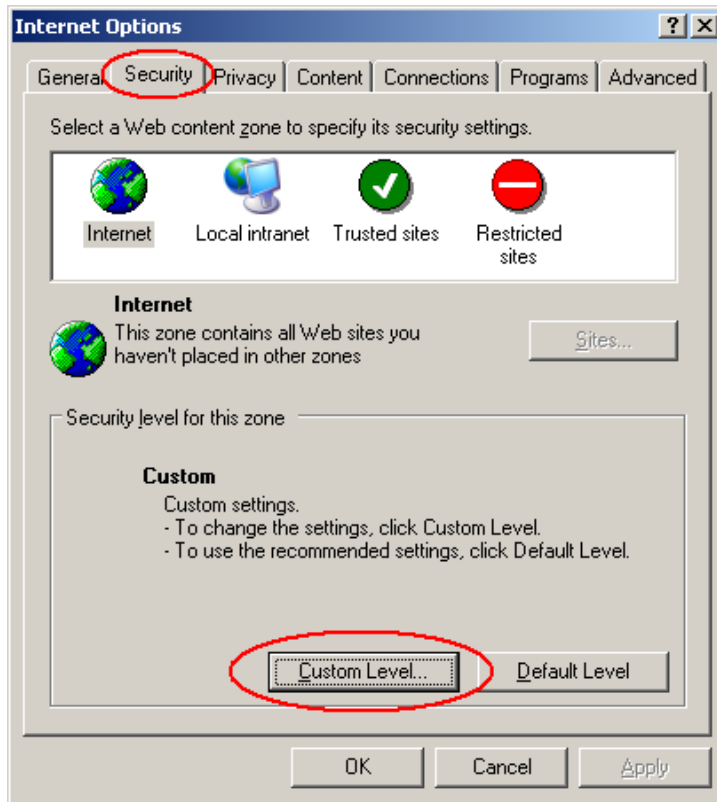 Internet Options
General Security Privacy Content Connections Programs Advanced
Select a Web content zone to specify its security settings.
Internet Local intranet Trusted sites Restricted
sites
Internet
This zone contains all Web sites you
haven't placed in other zones
Sites...
Security level for this zone
Custom
Custom settings.
- To change the settings, click Custom Level.
- To use the recommended settings, click Default Level.
Custom Level... Default Level
OK Cancel Apply